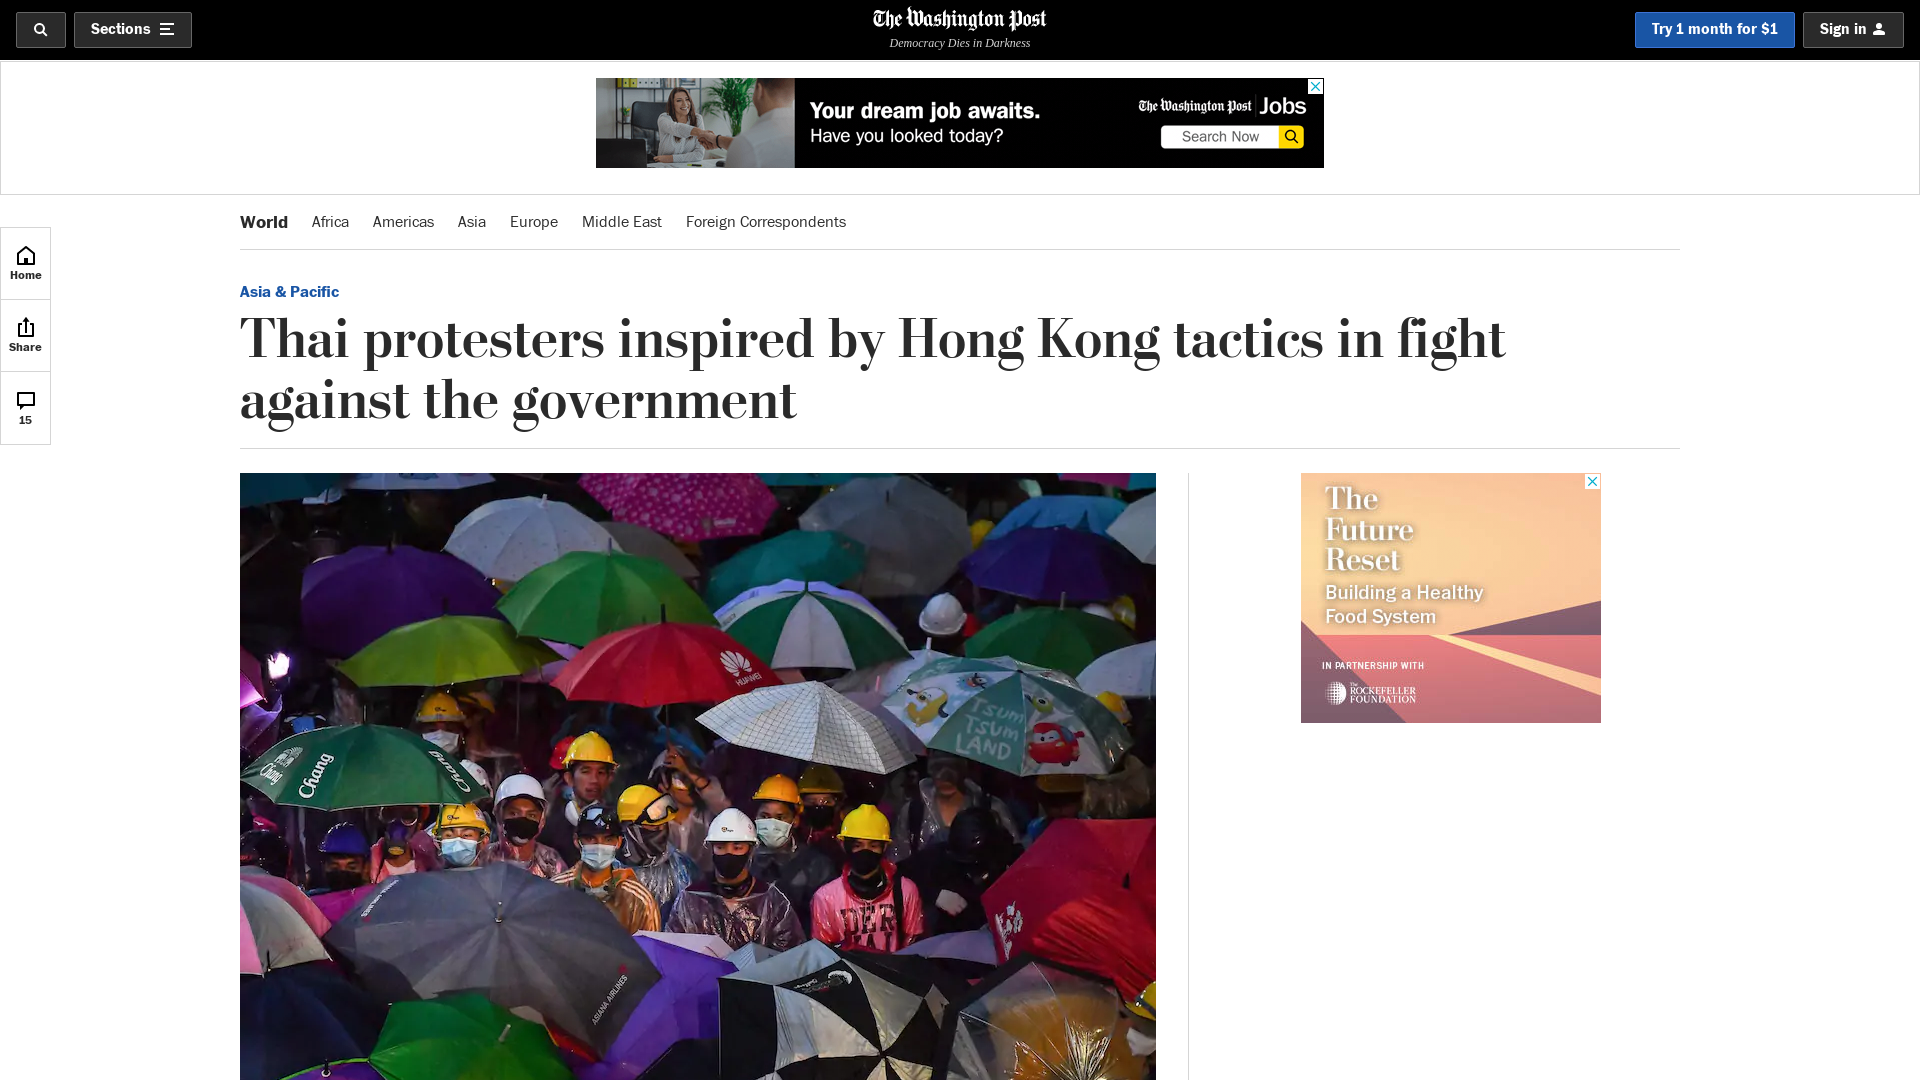 Sections
The Washington Post
Democracy Dies in Darkness
Try 1 month for $1
Sign in
Your dream job awaits.
Have you looked today?
The Washington Post Jobs
Search Now
World Africa Americas Asia Europe Middle East Foreign Correspondents
Home
Share
15
Asia & Pacific
Thai protesters inspired by Hong Kong tactics in fight
against the government
HUAWEI
TSUM
TSUM
LAND
Chang
Chang
Chang
ASIANA AIRLINES
The
Future
Reset
Building a Healthy
Food System
IN PARTNERSHIP WITH
The
ROCKEFELLER
FOUNDATION